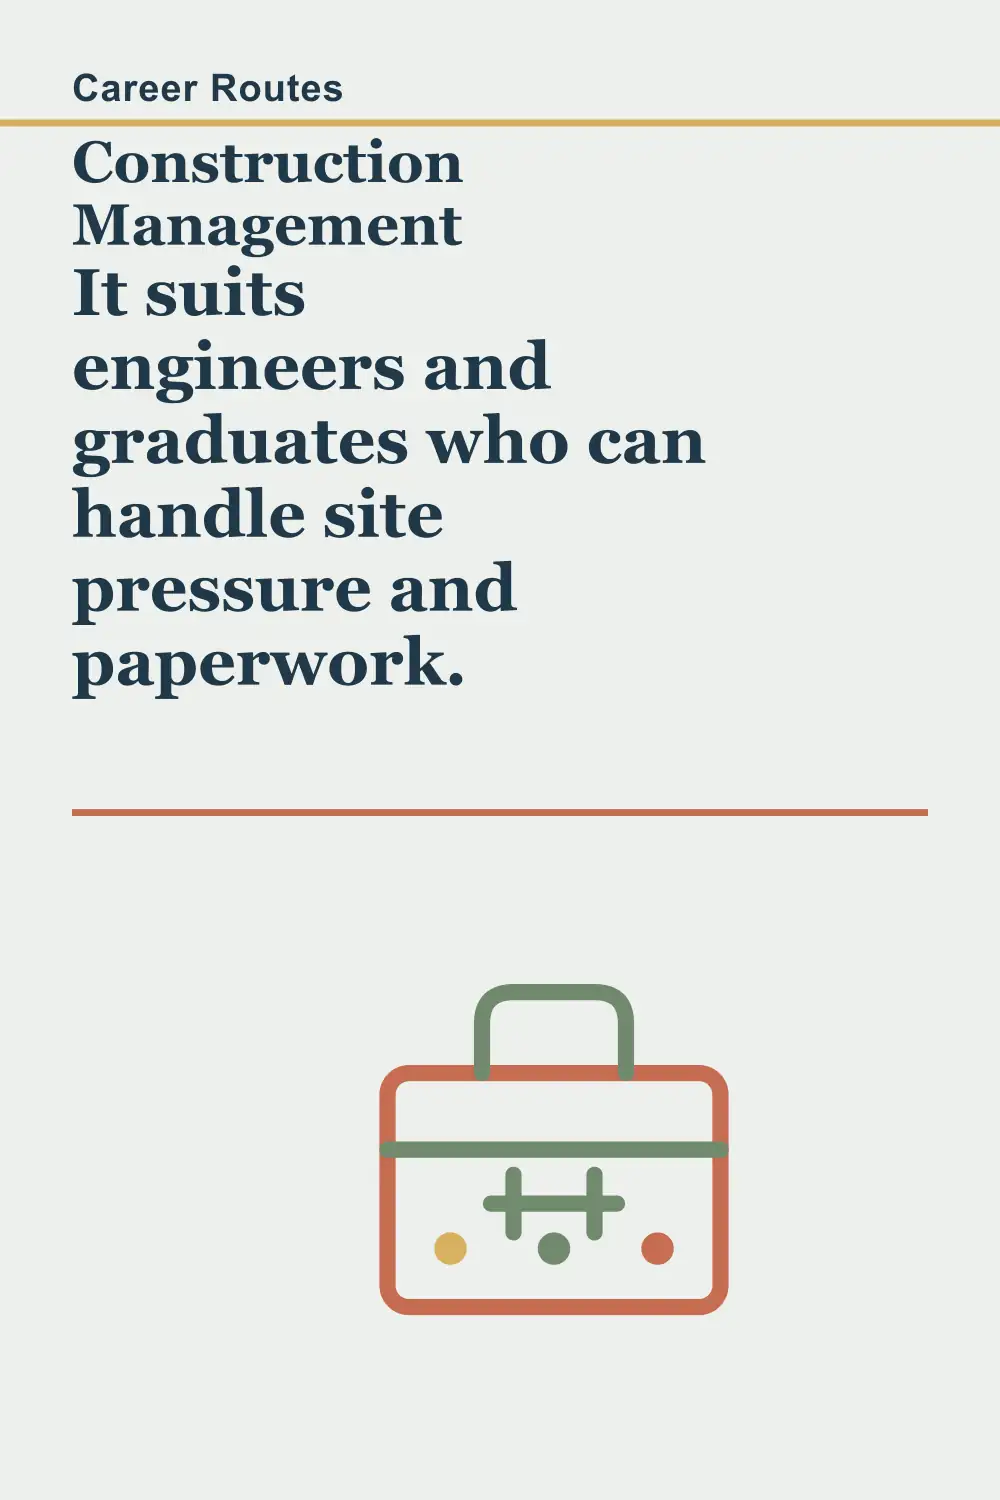 Career Routes
Construction
Management
It suits
engineers and
graduates who can
handle site
pressure and
paperwork.